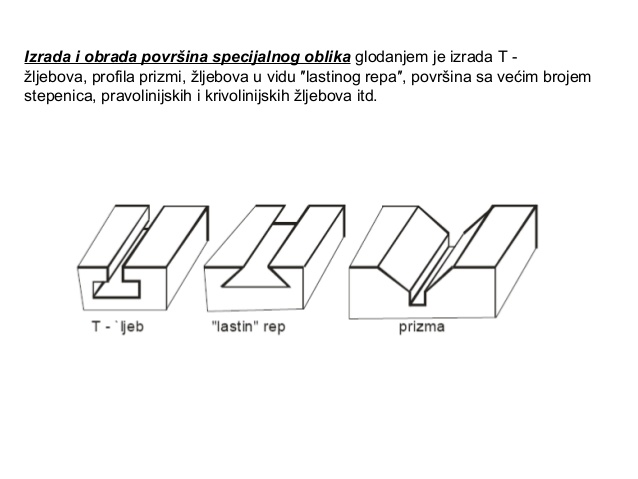 Izrada i obrada površina specijalnog oblika glodanjem je izrada T -
žljebova, profila prizmi, žljebova u vidu "lastinog repa", površina sa većim brojem
stepenica, pravolinijskih i krivolinijskih žljebova itd.
T - `ljeb "lastin" rep prizma